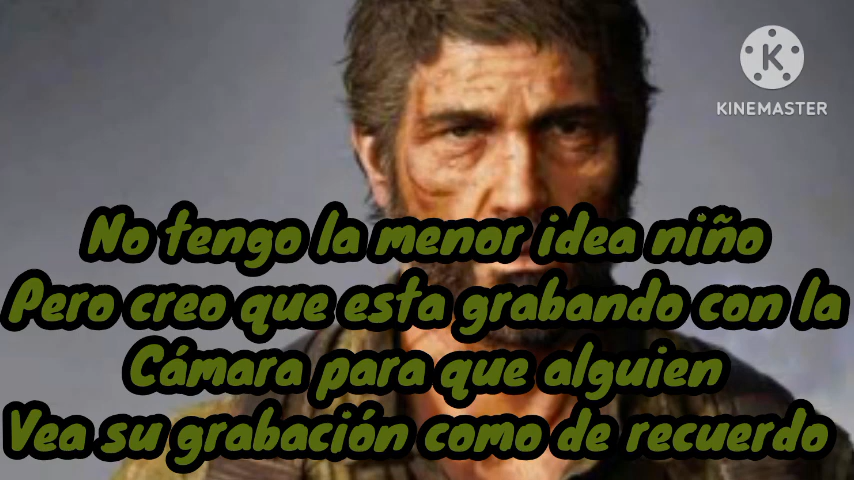 KINEMASTER
No tengo la menor idea niño
Pero creo que esta grabando con la
Cámara para que alguien
Vea su grabación como de recuerdo